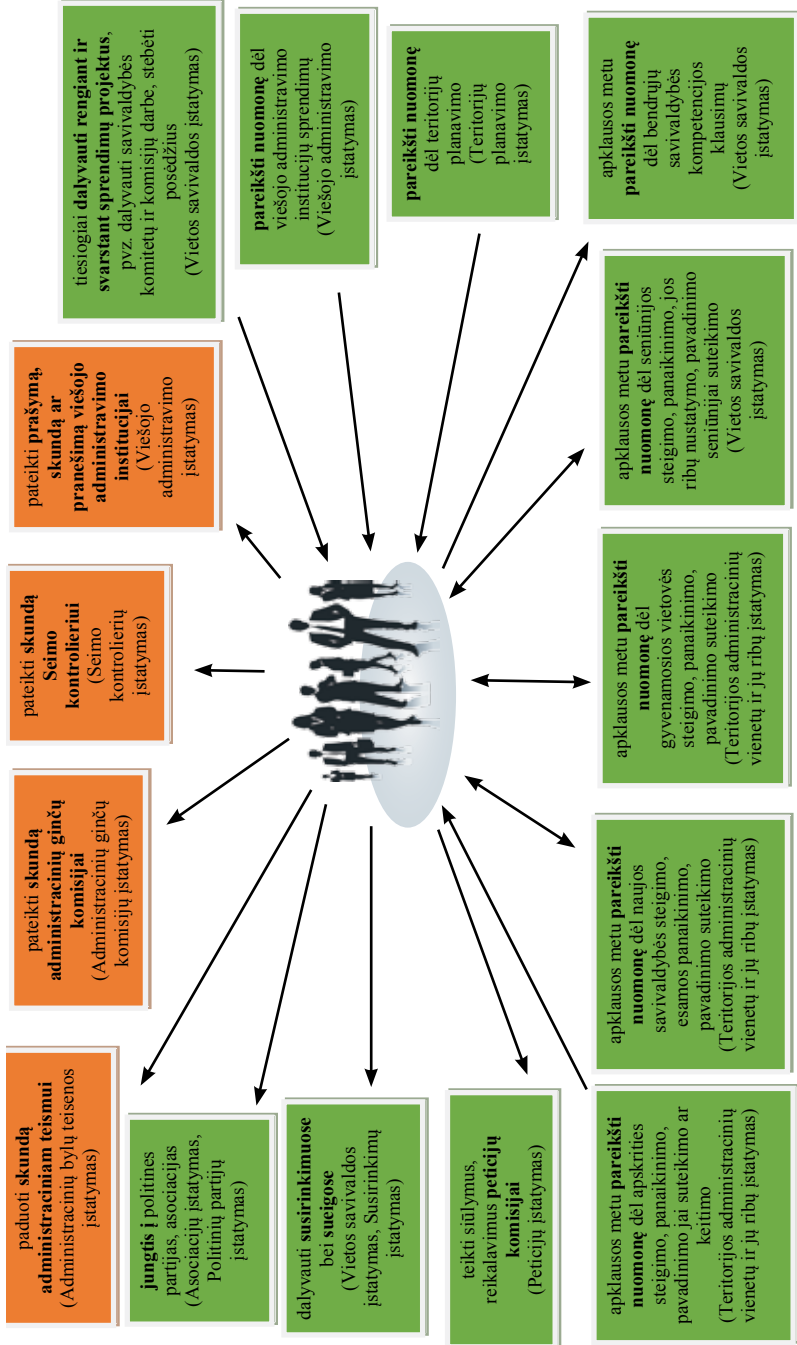 paduoti skundą
administraciniam teismui
(Administracinių bylų teisenos
įstatymas)
pateikti skundą
administracinių ginčų
komisijai
(Administracinių ginčų
komisijų įstatymas)
pateikti skundą
Seimo
kontrolieriui
(Seimo
kontrolierių
įstatymas)
pateikti prašymą,
skundą ar
pranešimą viešojo
administravimo
institucijai
(Viešojo
administravimo
įstatymas)
tiesiogiai dalyvauti rengiant ir
svarstant sprendimų projektus,
pvz. dalyvauti savivaldybės
komitetų ir komisijų darbe, stebėti
posėdžius
(Vietos savivaldos įstatymas)
jungtis į politines
partijas, asociacijas
(Asociacijų įstatymas,
Politinių partijų
įstatymas)
pareikšti nuomonę dėl
viešojo administravimo
institucijų sprendimų
(Viešojo administravimo
įstatymas)
dalyvauti susirinkimuose
bei sueigose
(Vietos savivaldos
įstatymas, Susirinkimų
įstatymas)
pareikšti nuomonę
dėl teritorijų
planavimo
(Teritorijų
planavimo
įstatymas)
teikti siūlymus,
reikalavimus peticijų
komisijai
(Peticijų įstatymas)
apklausos metu pareikšti
nuomonę dėl apskrities
steigimo, panaikinimo,
pavadinimo jai suteikimo ar
keitimo
(Teritorijos administracinių
vienetų ir jų ribų įstatymas)
apklausos metu pareikšti
nuomonę dėl naujos
savivaldybės steigimo,
esamos panaikinimo,
pavadinimo suteikimo
(Teritorijos administracinių
vienetų ir jų ribų įstatymas)
apklausos metu pareikšti
nuomonę dėl
gyvenamosios vietovės
steigimo, panaikinimo,
pavadinimo suteikimo
(Teritorijos administracinių
vienetų ir jų ribų įstatymas)
apklausos metu pareikšti
nuomonę dėl seniūnijos
steigimo, panaikinimo, jos
ribų nustatymo, pavadinimo
seniūnijai suteikimo
(Vietos savivaldos
įstatymas)
apklausos metu
pareikšti nuomonę
dėl bendrųjų
savivaldybės
kompetencijos
klausimų
(Vietos savivaldos
įstatymas)